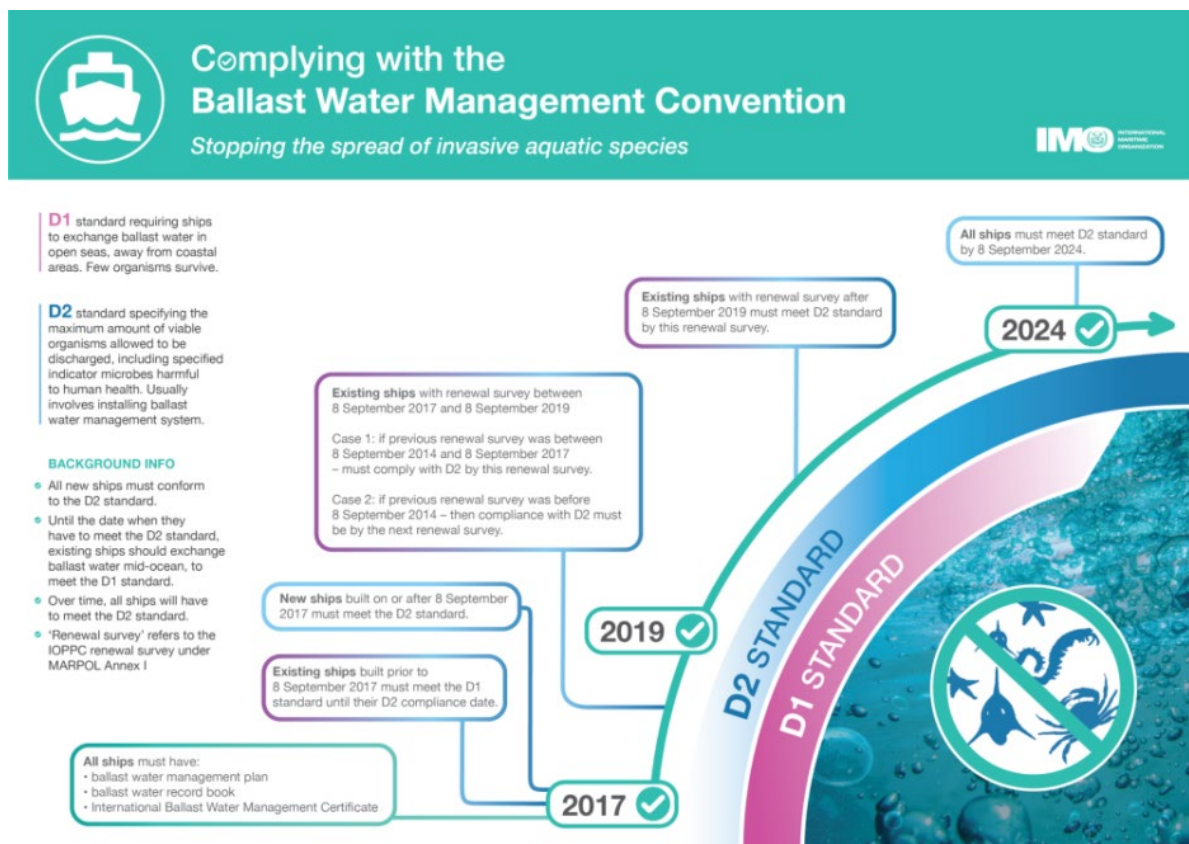 Complying with the
Ballast Water Management Convention
Stopping the spread of invasive aquatic species
IMO
INTERNATIONAL
MARITIME
ORGANIZATION
D1 standard requiring ships
to exchange ballast water in
open seas, away from coastal
areas. Few organisms survive.
D2 standard specifying the
maximum amount of viable
organisms allowed to be
discharged, including specified
indicator microbes harmful
to human health. Usually
involves installing ballast
water management system.
BACKGROUND INFO
All new ships must conform
to the D2 standard.
Until the date when they
have to meet the D2 standard,
existing ships should exchange
ballast water mid-ocean, to
meet the D1 standard.
Over time, all ships will have
to meet the D2 standard.
‘Renewal survey’ refers to the
IOPPC renewal survey under
MARPOL Annex I
All ships must meet D2 standard
by 8 September 2024.
2024
Existing ships with renewal survey after
8 September 2019 must meet D2 standard
by this renewal survey.
Existing ships with renewal survey between
8 September 2017 and 8 September 2019
Case 1: if previous renewal survey was between
8 September 2014 and 8 September 2017
– must comply with D2 by this renewal survey.
Case 2: if previous renewal survey was before
8 September 2014 – then compliance with D2 must
be by the next renewal survey.
2019
New ships built on or after 8 September
2017 must meet the D2 standard.
Existing ships built prior to
8 September 2017 must meet the D1
standard until their D2 compliance date.
All ships must have:
• ballast water management plan
• ballast water record book
• International Ballast Water Management Certificate
2017
D2 STANDARD
D1 STANDARD